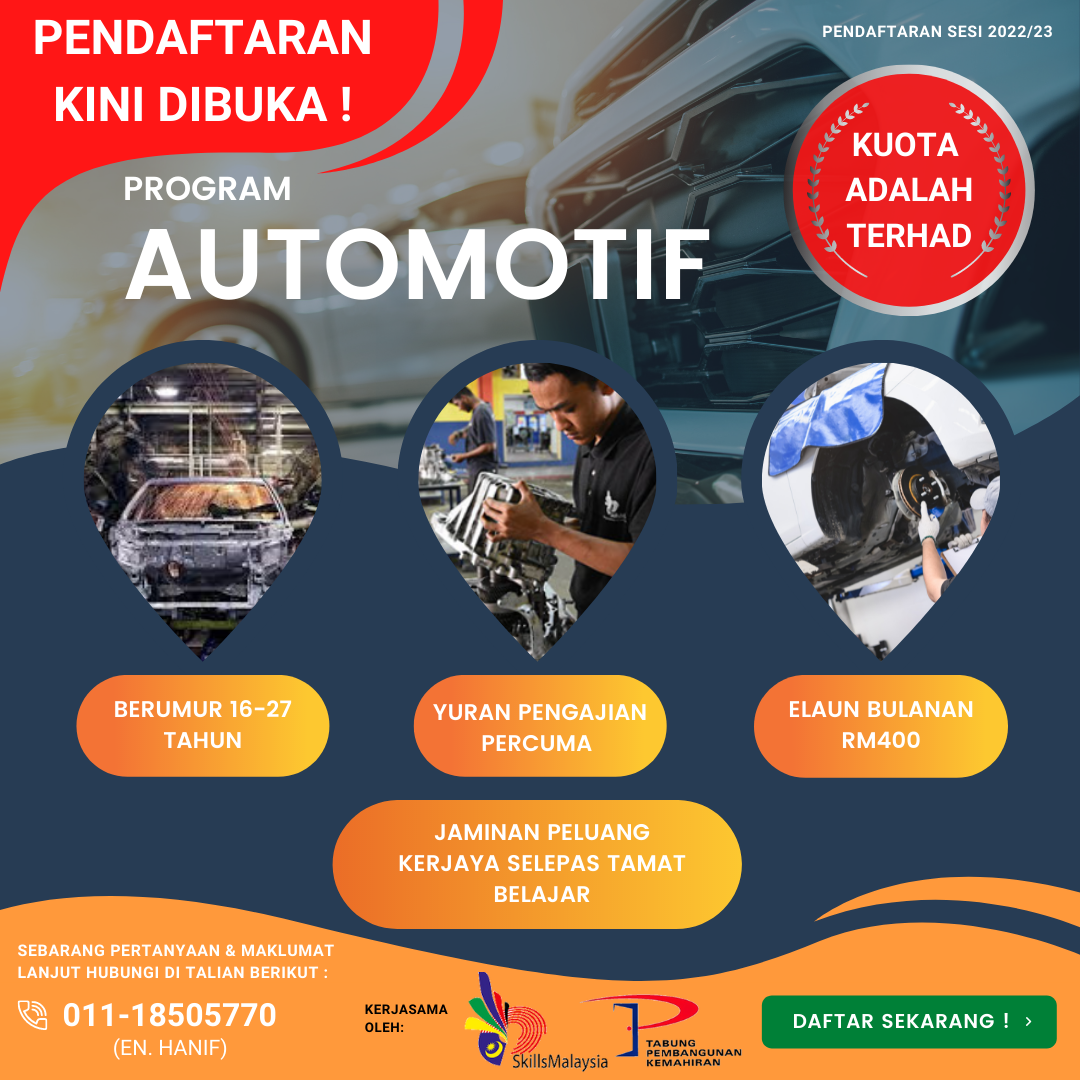 PENDAFTARAN
KINI DIBUKA !
PENDAFTARAN SESI 2022/23
KUOTA
ADALAH
TERHAD
PROGRAM
AUTOMOTIF
BERUMUR 16-27
TAHUN
YURAN PENGAJIAN
PERCUMA
ELAUN BULANAN
RM400
JAMINAN PELUANG
KERJAYA SELEPAS TAMAT
BELAJAR
SEBARANG PERTANYAAN & MAKLUMAT
LANJUT HUBUNGI DI TALIAN BERIKUT :
011-18505770
(EN. HANIF)
KERJASAMA
OLEH:
SkillsMalaysia
TABUNG
PEMBANGUNAN
KEMAHIRAN
DAFTAR SEKARANG ! ›